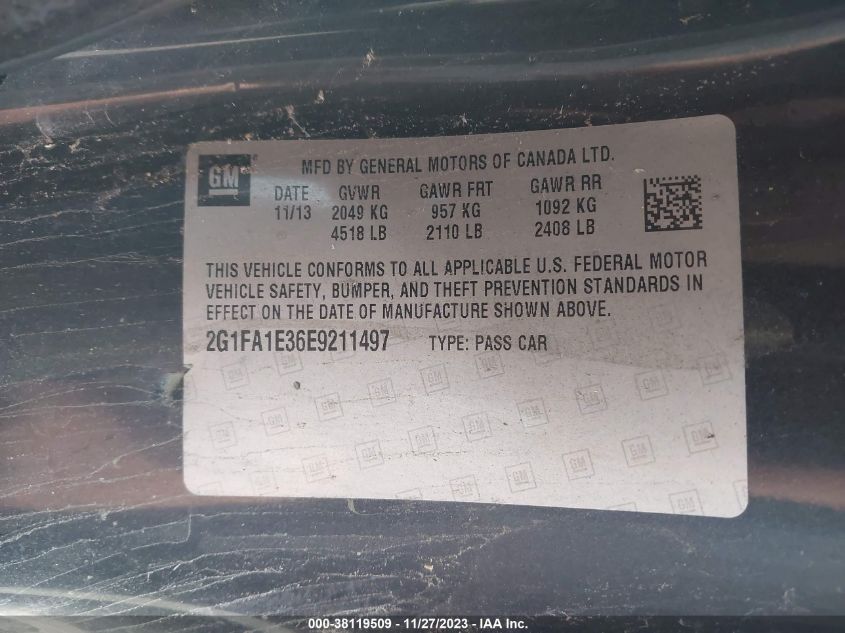 GM
MFD BY GENERAL MOTORS OF CANADA LTD.
DATE GVWR GAWR FRT GAWR RR
11/13 2049 KG 957 KG 1092 KG
4518 LB 2110 LB 2408 LB
THIS VEHICLE CONFORMS TO ALL APPLICABLE U.S. FEDERAL MOTOR
VEHICLE SAFETY, BUMPER, AND THEFT PREVENTION STANDARDS IN
EFFECT ON THE DATE OF MANUFACTURE SHOWN ABOVE.
2G1FA1E36E9211497 TYPE: PASS CAR
000-38119509 - 11/27/2023 - IAA Inc.